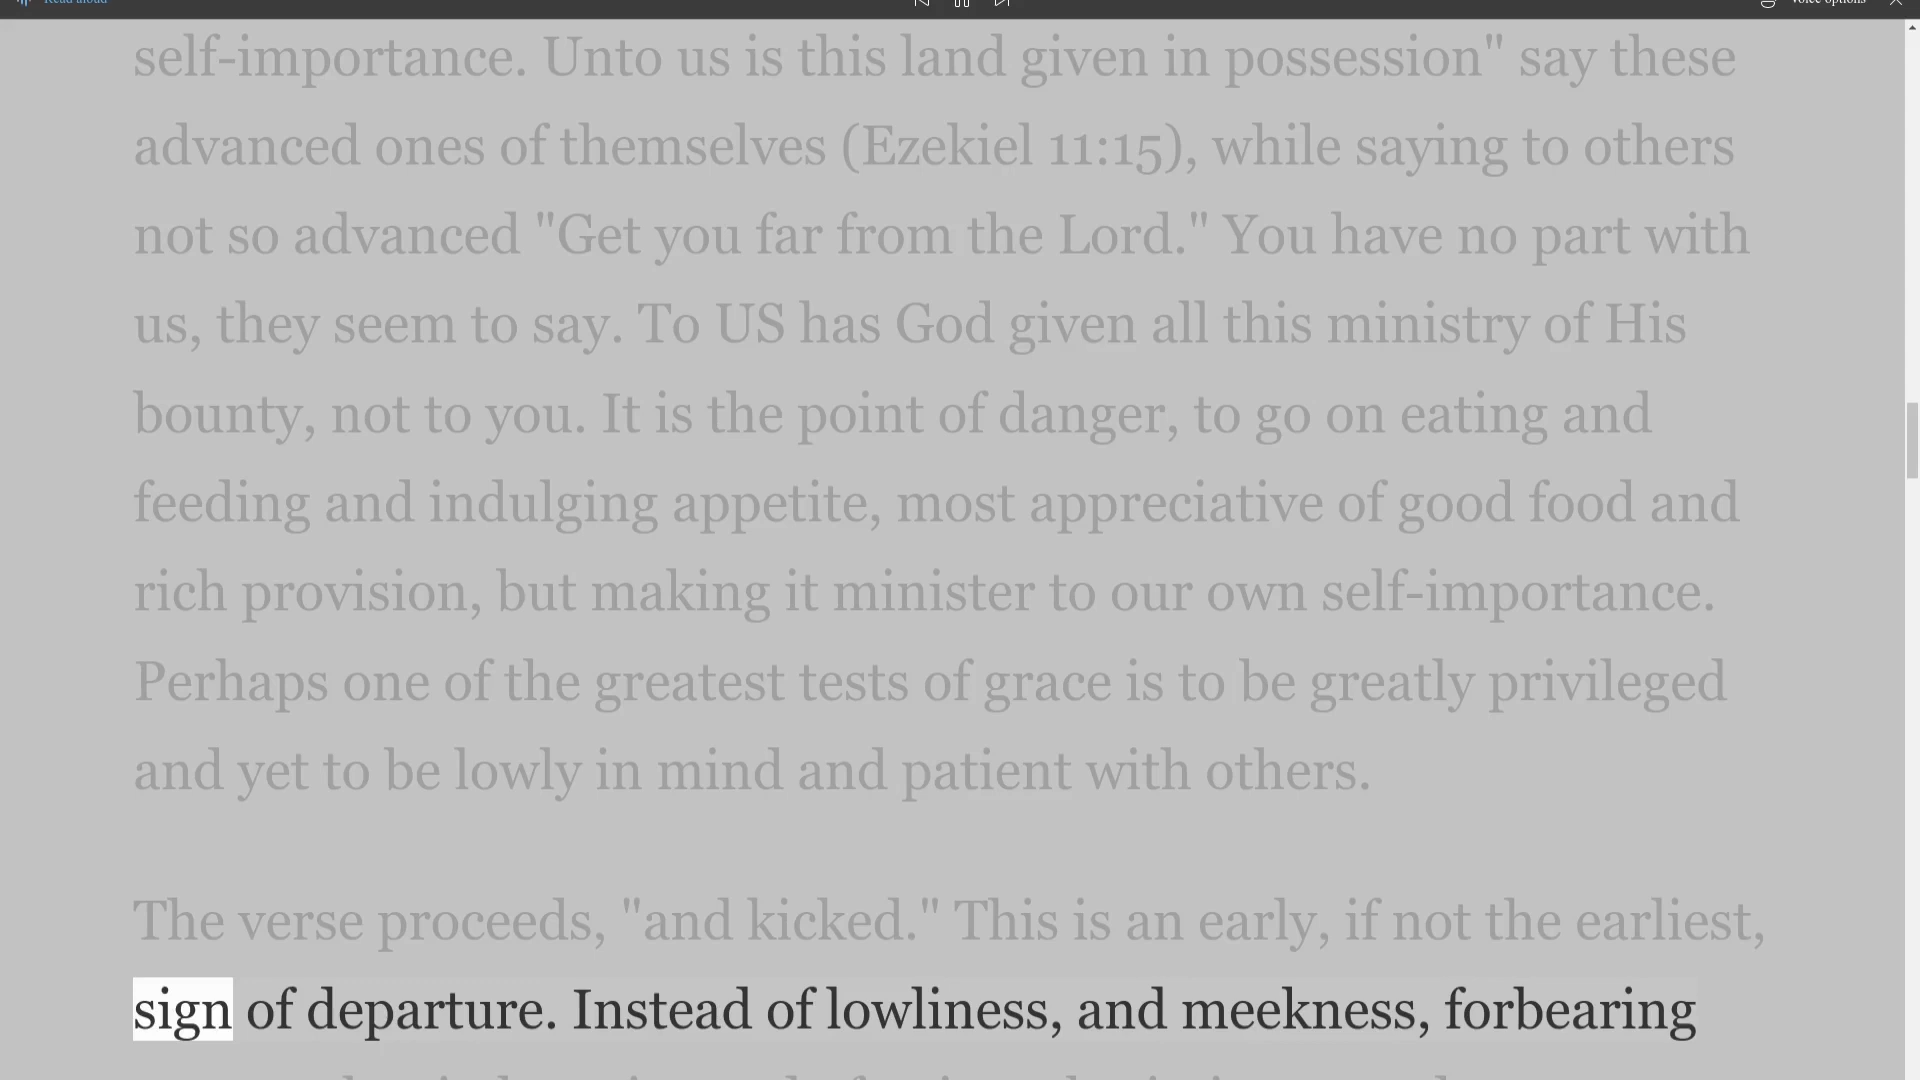 Read aloud
Voice options
self-importance. Unto us is this land given in possession" say these
advanced ones of themselves (Ezekiel 11:15), while saying to others
not so advanced "Get you far from the Lord." You have no part with
us, they seem to say. To US has God given all this ministry of His
bounty, not to you. It is the point of danger, to go on eating and
feeding and indulging appetite, most appreciative of good food and
rich provision, but making it minister to our own self-importance.
Perhaps one of the greatest tests of grace is to be greatly privileged
and yet to be lowly in mind and patient with others.
The verse proceeds, "and kicked." This is an early, if not the earliest,
sign of departure. Instead of lowliness, and meekness, forbearing